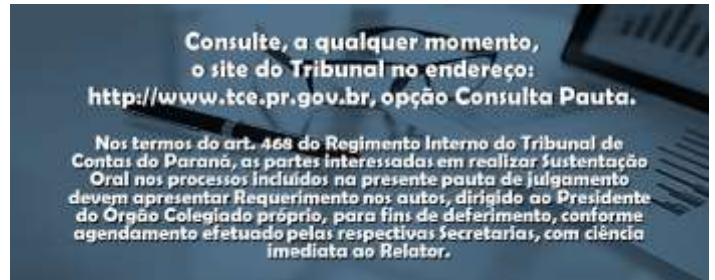 Consulte, a qualquer momento,
o site do Tribunal no endereço:
http://www.tce.pr.gov.br, opção Consulta Pauta.
Nos termos do art. 468 do Regimento Interno do Tribunal de
Contas do Paraná, as partes interessadas em realizar Sustentação
Oral nos processos incluídos na presente pauta de julgamento
devem apresentar Requerimento nos autos, dirigido ao Presidente
do Órgão Colegiado próprio, para fins de deferimento, conforme
agendamento efetuado pelas respectivas Secretarias, com ciência
imediata ao Relator.